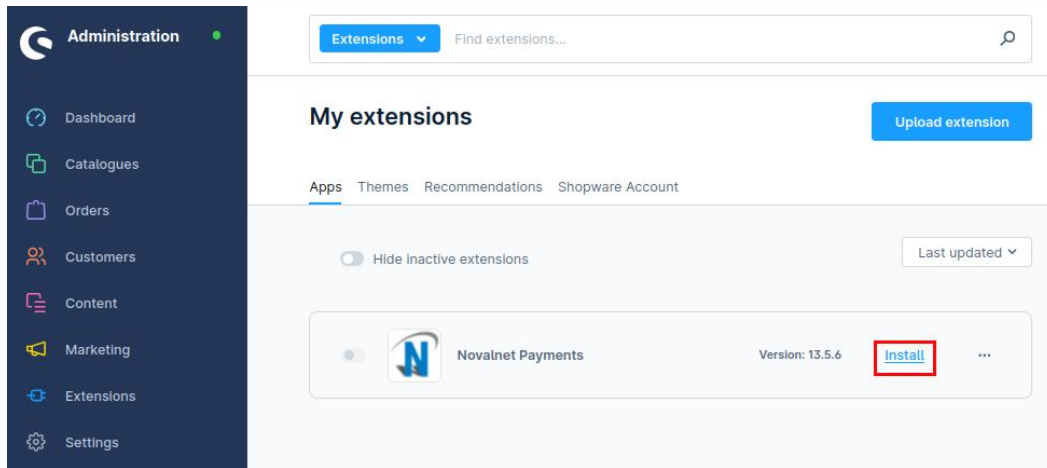 Administration
Dashboard
Catalogues
Orders
Customers
Content
Marketing
Extensions
Settings
Extensions Find extensions...
My extensions
Upload extension
Apps Themes Recommendations Shopware Account
Hide inactive extensions
Last updated
N Novalnet Payments Version: 13.5.6 Install ...